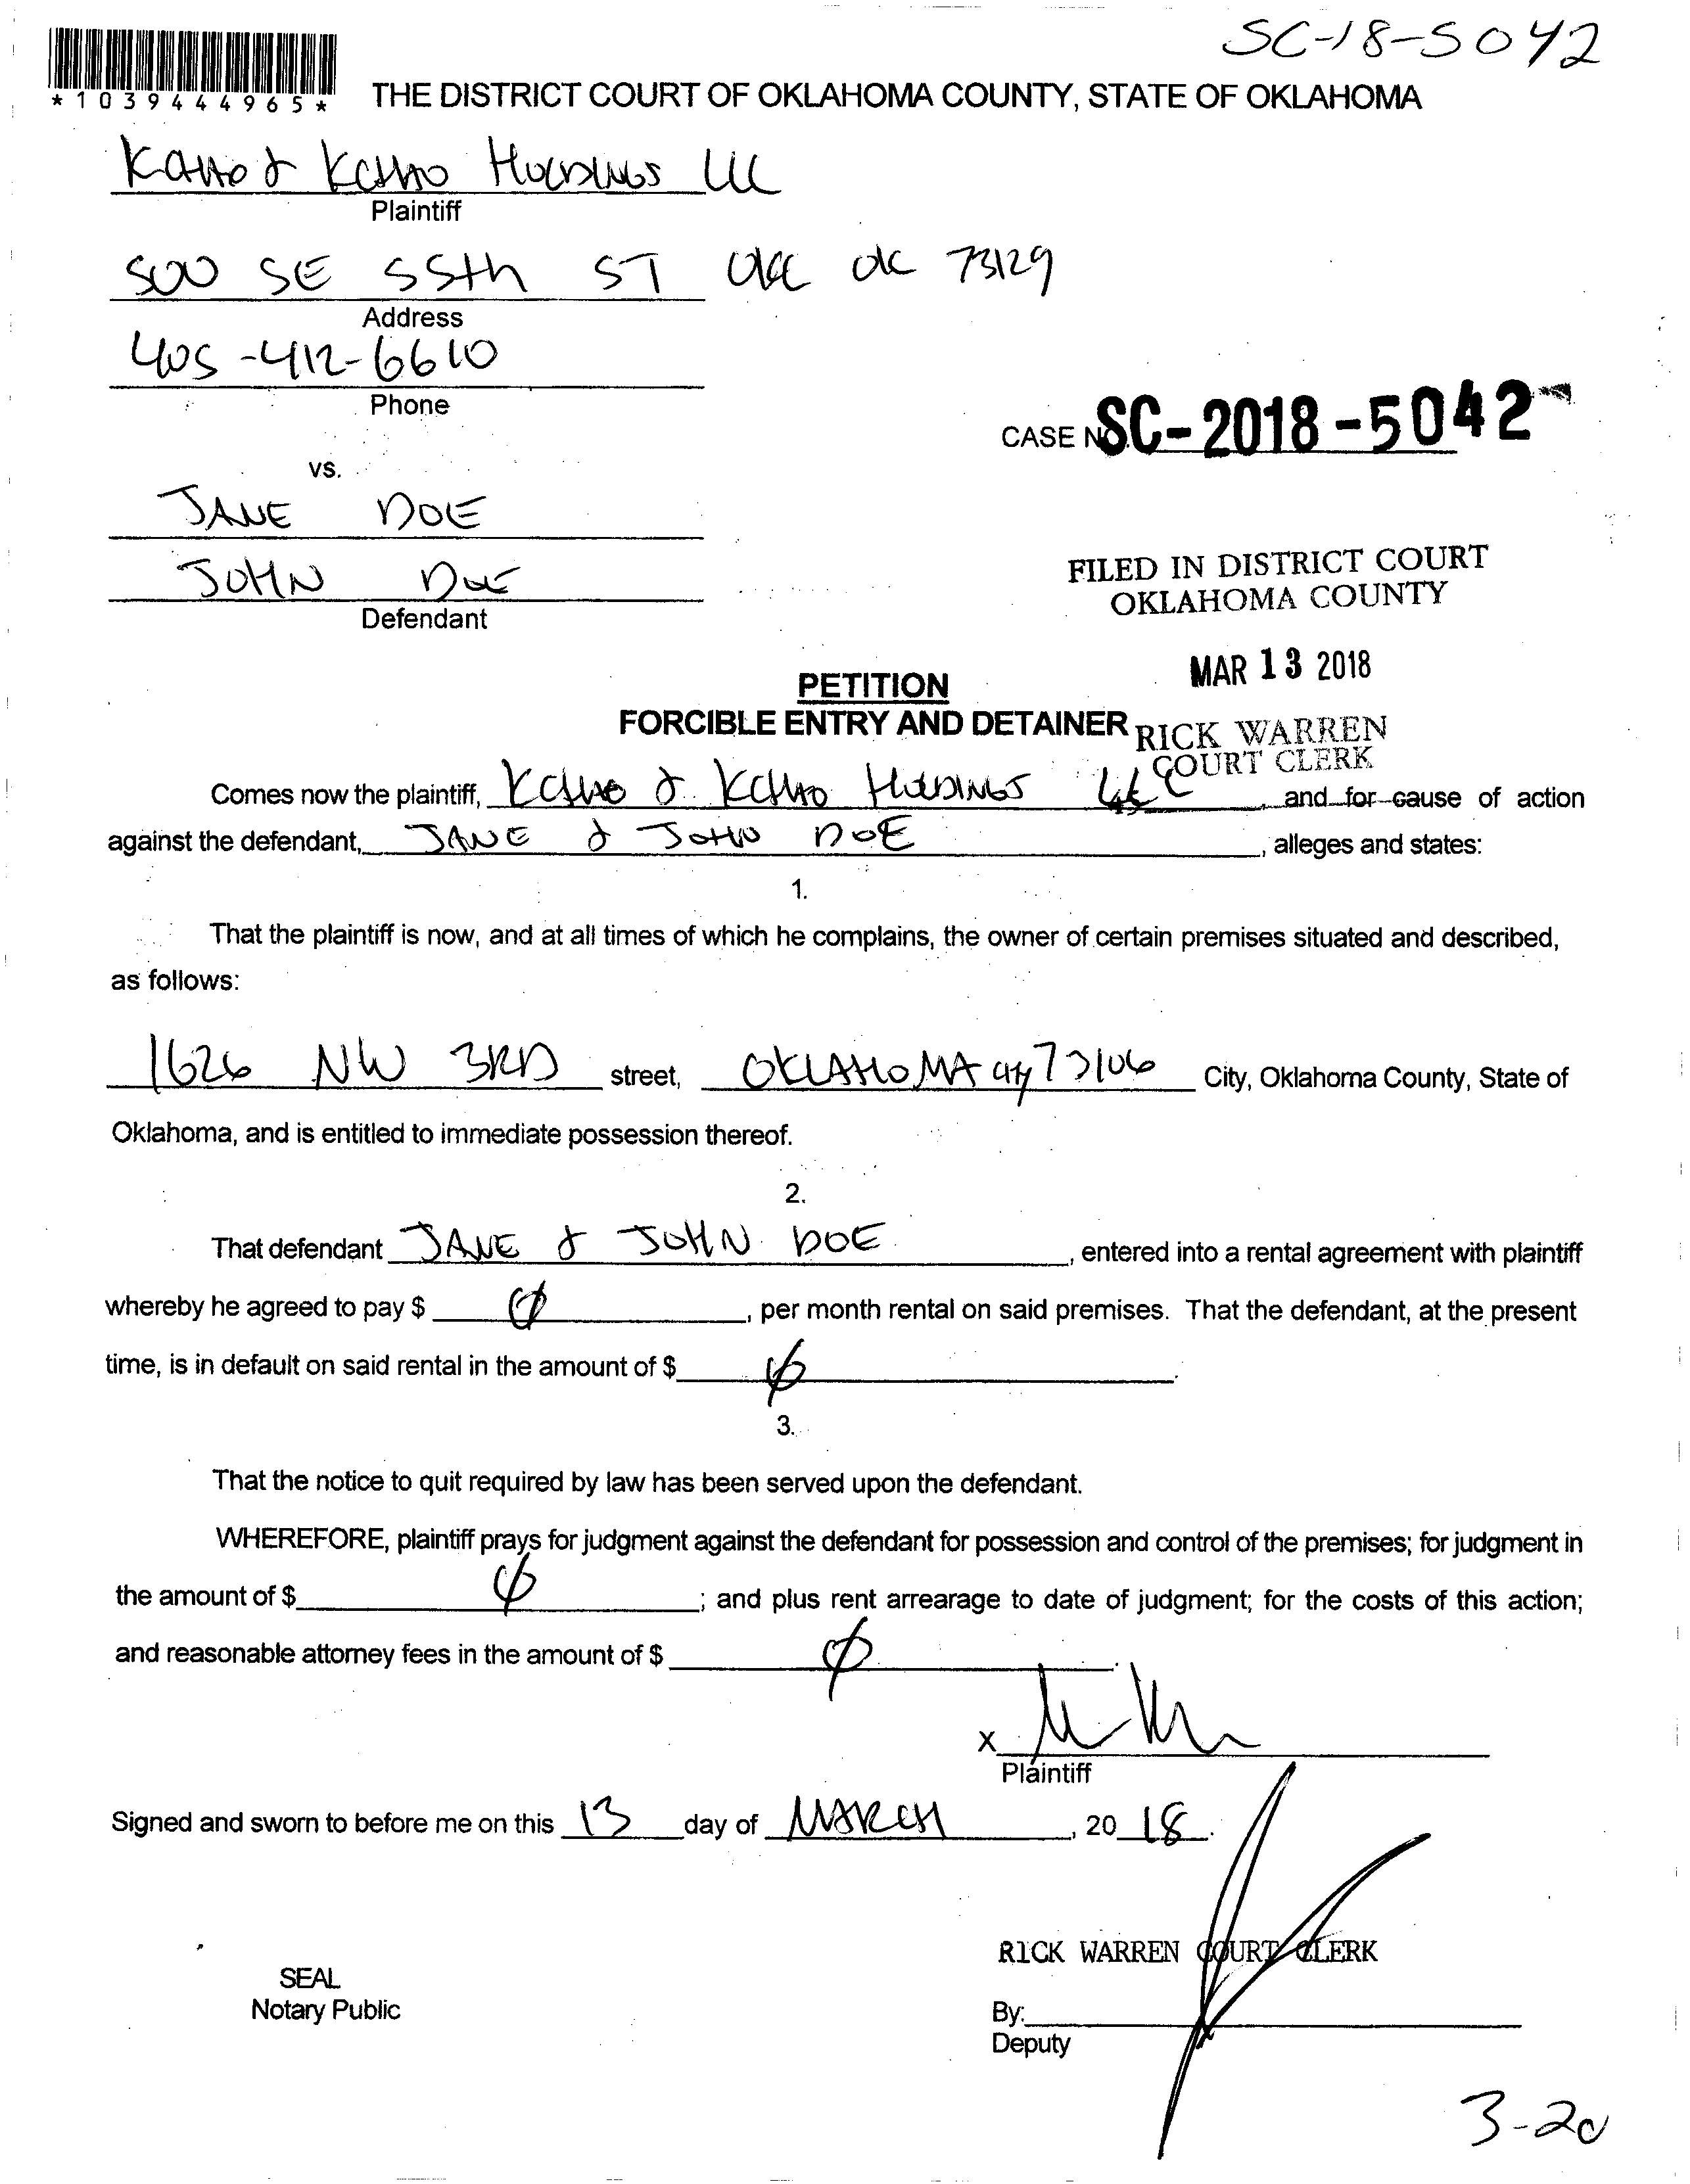 SC-18-5042
*1039444965*
THE DISTRICT COURT OF OKLAHOMA COUNTY, STATE OF OKLAHOMA
& Holdings LLC
Plaintiff
500 SE 55th ST OKC OK 73129
Address
405-412-6610
Phone
CASE NO. SC-2018-5042
vs.
JANE DOE
JOHN DOE
Defendant
FILED IN DISTRICT COURT
OKLAHOMA COUNTY
MAR 13 2018
PETITION
FORCIBLE ENTRY AND DETAINER
RICK WARREN
COURT CLERK
Comes now the plaintiff, & Holdings LLC, and for cause of action
against the defendant, JANE & JOHN DOE, alleges and states:
1.
That the plaintiff is now, and at all times of which he complains, the owner of certain premises situated and described,
as follows:
1626 NW 3RD street, OKLAHOMA City 73106 City, Oklahoma County, State of
Oklahoma, and is entitled to immediate possession thereof.
2.
That defendant JANE & JOHN DOE, entered into a rental agreement with plaintiff
whereby he agreed to pay $ Ø, per month rental on said premises. That the defendant, at the present
time, is in default on said rental in the amount of $ Ø.
3.
That the notice to quit required by law has been served upon the defendant.
WHEREFORE, plaintiff prays for judgment against the defendant for possession and control of the premises; for judgment in
the amount of $ Ø; and plus rent arrearage to date of judgment; for the costs of this action;
and reasonable attorney fees in the amount of $ Ø.
X
Plaintiff
Signed and sworn to before me on this 13 day of MARCH, 20 18.
RICK WARREN COURT CLERK
SEAL
Notary Public
By:
Deputy
3-20